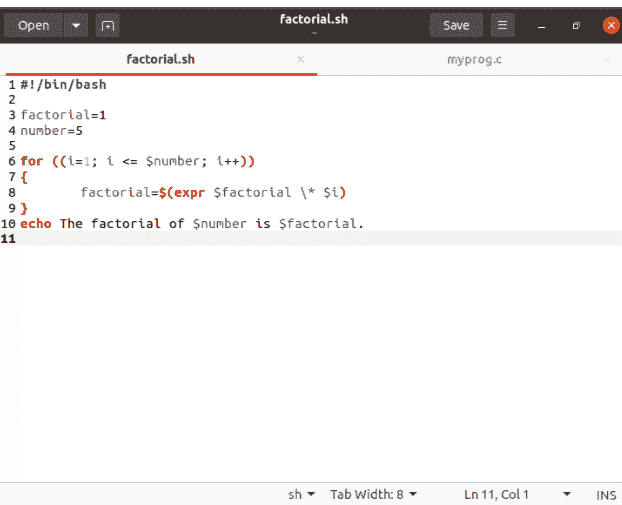 Open factorial.sh Save
~
factorial.sh × myprog.c ×
1 #!/bin/bash
2
3 factorial=1
4 number=5
5
6 for ((i=1; i <= $number; i++))
7 {
8         factorial=$(expr $factorial \* $i)
9 }
10 echo The factorial of $number is $factorial.
11
sh Tab Width: 8 Ln 11, Col 1 INS